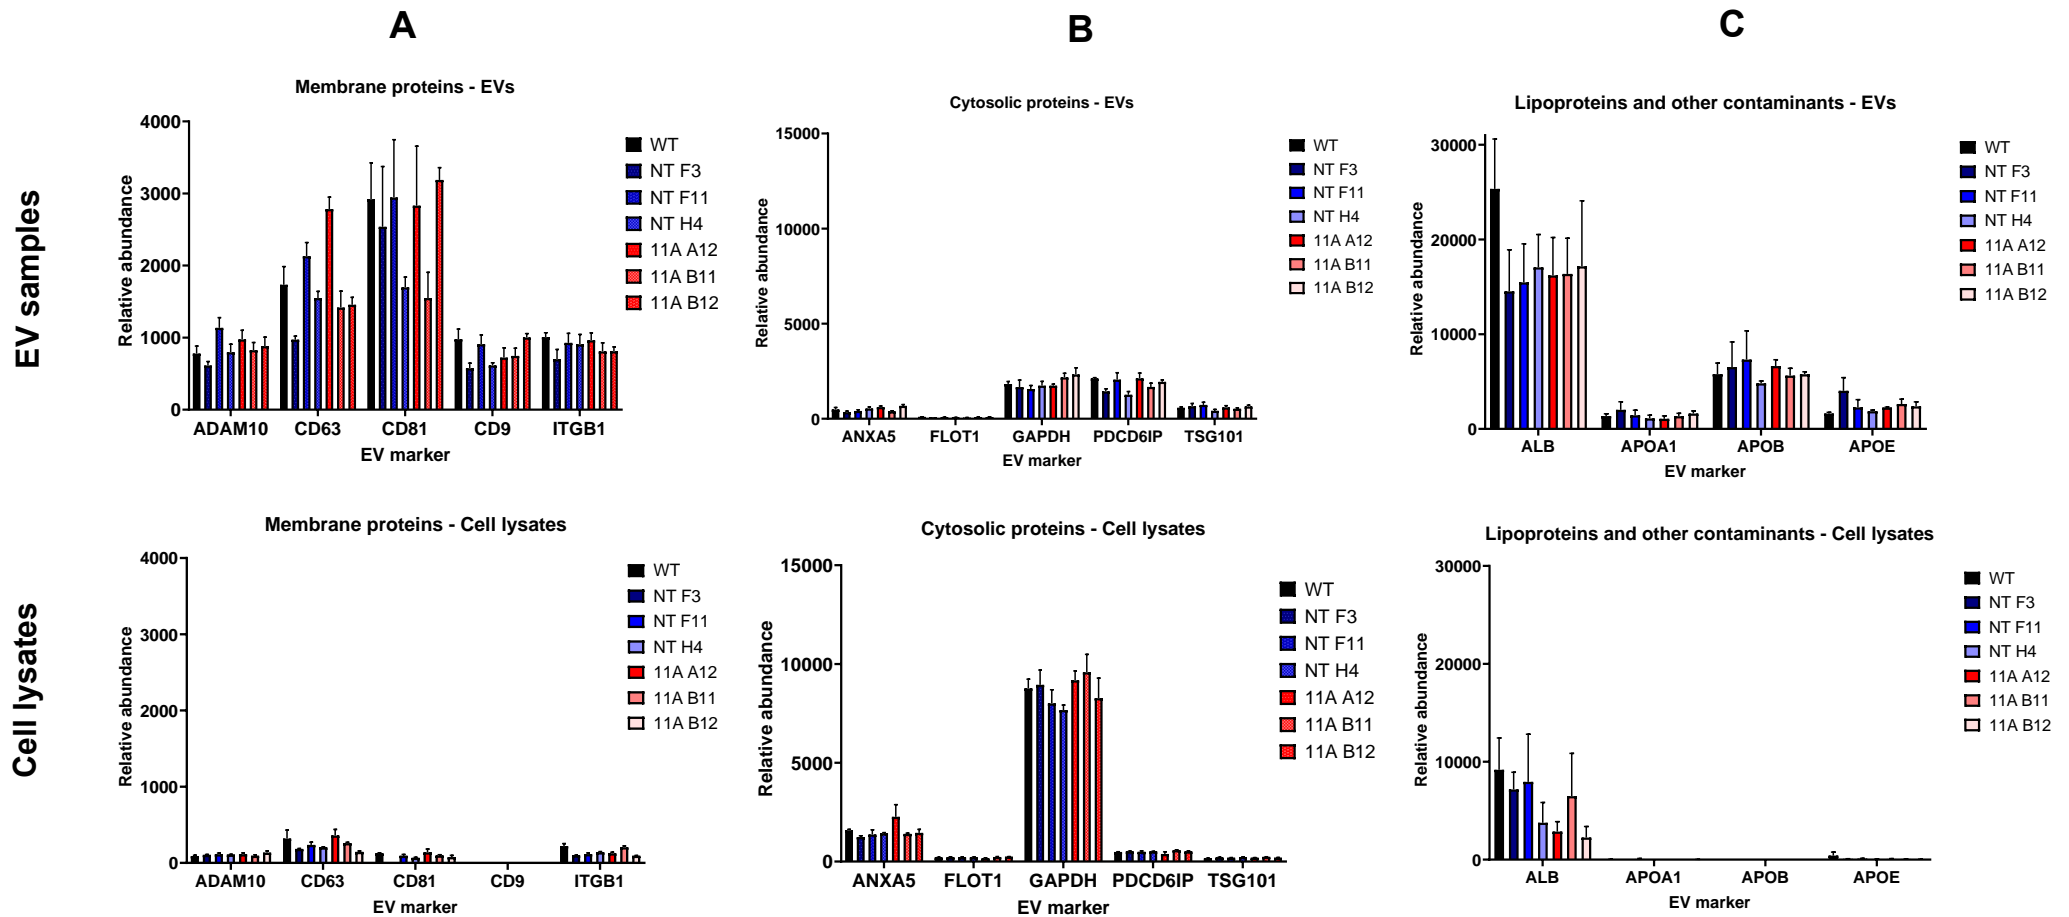 A
B
C
EV samples
Membrane proteins - EVs
4000
3000
2000
1000
0
Relative abundance
ADAM10 CD63 CD81 CD9 ITGB1
EV marker
WT
NT F3
NT F11
NT H4
11A A12
11A B11
11A B12
Cytosolic proteins - EVs
15000
10000
5000
0
Relative abundance
ANXA5 FLOT1 GAPDH PDCD6IP TSG101
EV marker
WT
NT F3
NT F11
NT H4
11A A12
11A B11
11A B12
Lipoproteins and other contaminants - EVs
30000
20000
10000
0
Relative abundance
ALB APOA1 APOB APOE
EV marker
WT
NT F3
NT F11
NT H4
11A A12
11A B11
11A B12
Cell lysates
Membrane proteins - Cell lysates
4000
3000
2000
1000
0
Relative abundance
ADAM10 CD63 CD81 CD9 ITGB1
EV marker
WT
NT F3
NT F11
NT H4
11A A12
11A B11
11A B12
Cytosolic proteins - Cell lysates
15000
10000
5000
0
Relative abundance
ANXA5 FLOT1 GAPDH PDCD6IP TSG101
EV marker
WT
NT F3
NT F11
NT H4
11A A12
11A B11
11A B12
Lipoproteins and other contaminants - Cell lysates
30000
20000
10000
0
Relative abundance
ALB APOA1 APOB APOE
EV marker
WT
NT F3
NT F11
NT H4
11A A12
11A B11
11A B12